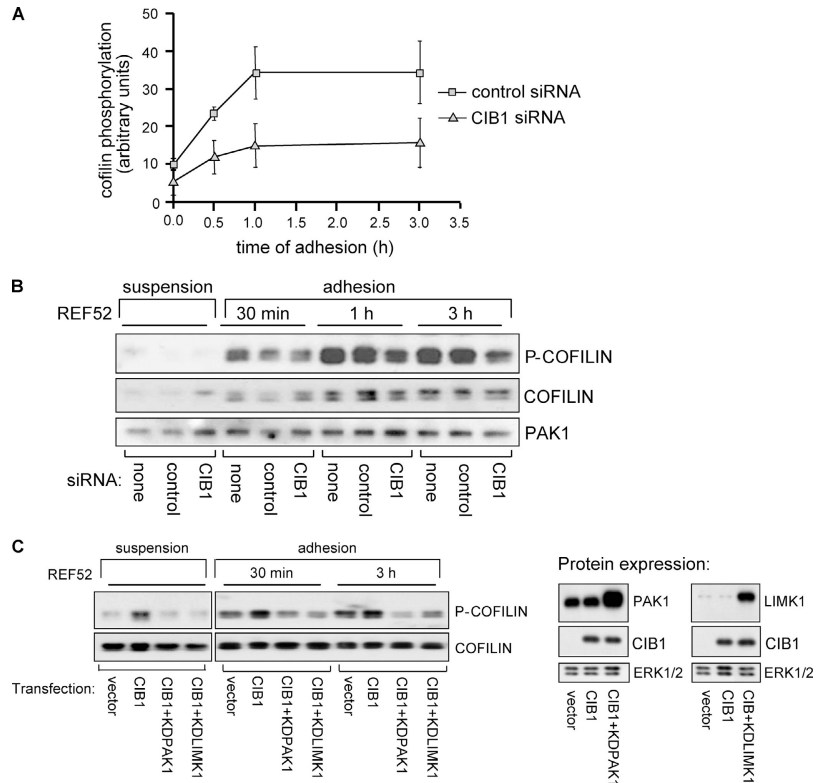 A
cofilin phosphorylation
(arbitrary units)
50
40
30
20
10
0
0.0 0.5 1.0 1.5 2.0 2.5 3.0 3.5
time of adhesion (h)
control siRNA
CIB1 siRNA
B
suspension adhesion
REF52 30 min 1 h 3 h
P-COFILIN
COFILIN
PAK1
siRNA: none control CIB1 none control CIB1 none control CIB1 none control CIB1
C
suspension adhesion
REF52 30 min 3 h
P-COFILIN
COFILIN
Transfection: vector CIB1 CIB1+KDPAK1 CIB1+KDLIMK1 vector CIB1 CIB1+KDPAK1 CIB1+KDLIMK1 vector CIB1 CIB1+KDPAK1 CIB1+KDLIMK1
Protein expression:
PAK1 LIMK1
CIB1 CIB1
ERK1/2 ERK1/2
vector CIB1 CIB1+KDPAK1 vector CIB1 CIB+KDLIMK1